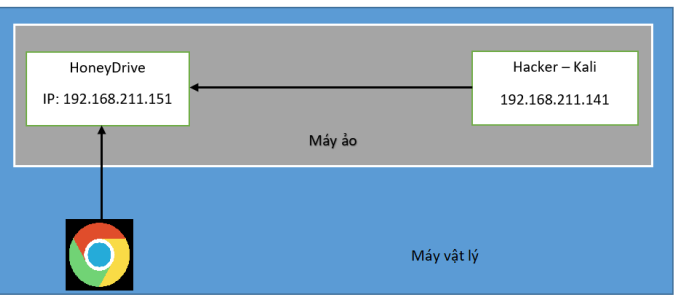 HoneyDrive
IP: 192.168.211.151
Hacker – Kali
192.168.211.141
Máy ảo
Máy vật lý